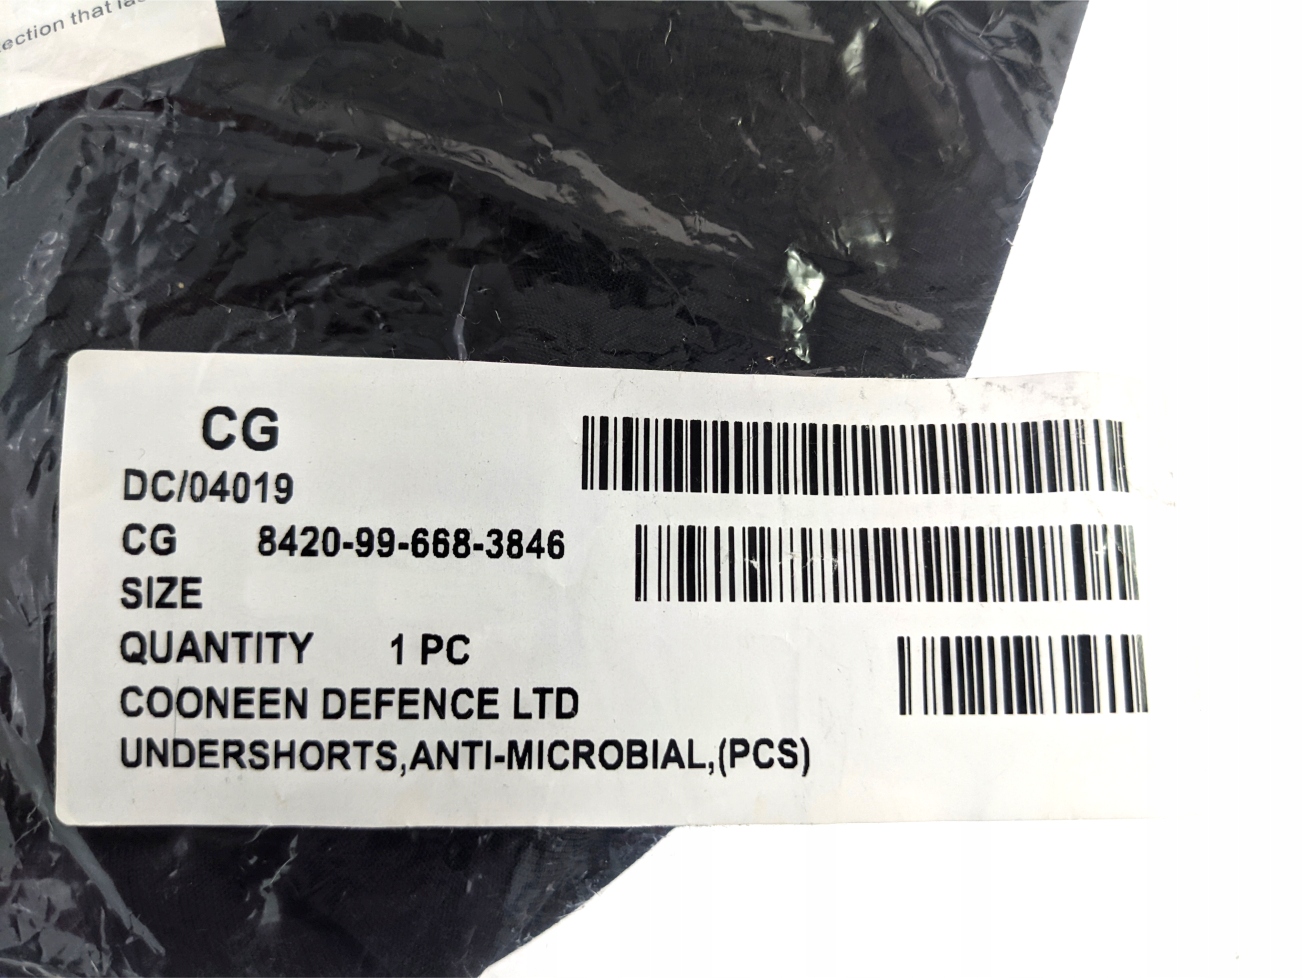 ection that
CG
DC/04019
CG 8420-99-668-3846
SIZE
QUANTITY 1 PC
COONEEN DEFENCE LTD
UNDERSHORTS,ANTI-MICROBIAL,(PCS)